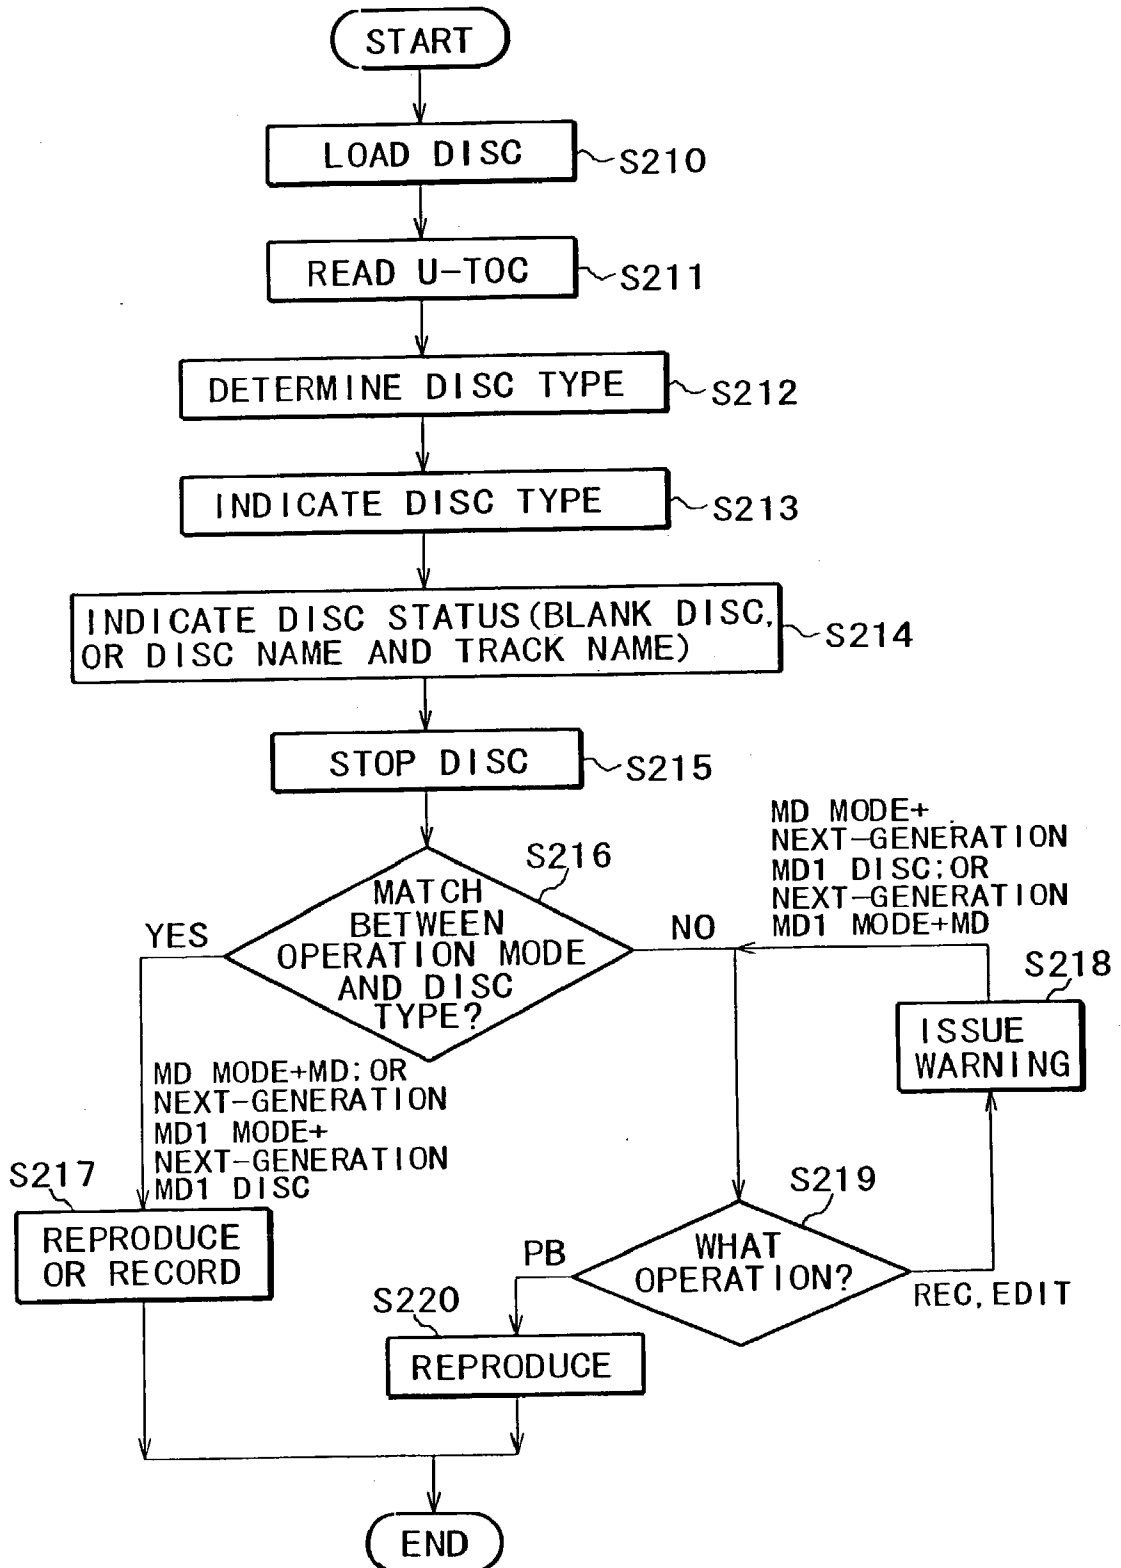 START
LOAD DISC
S210
READ U-TOC
S211
DETERMINE DISC TYPE
S212
INDICATE DISC TYPE
S213
INDICATE DISC STATUS(BLANK DISC,
OR DISC NAME AND TRACK NAME)
S214
STOP DISC
S215
S216
MATCH
BETWEEN
OPERATION MODE
AND DISC
TYPE?
YES
NO
MD MODE+
NEXT-GENERATION
MD1 DISC;OR
NEXT-GENERATION
MD1 MODE+MD
S218
ISSUE
WARNING
MD MODE+MD;OR
NEXT-GENERATION
MD1 MODE+
NEXT-GENERATION
MD1 DISC
S217
REPRODUCE
OR RECORD
S219
WHAT
OPERATION?
PB
REC,EDIT
S220
REPRODUCE
END